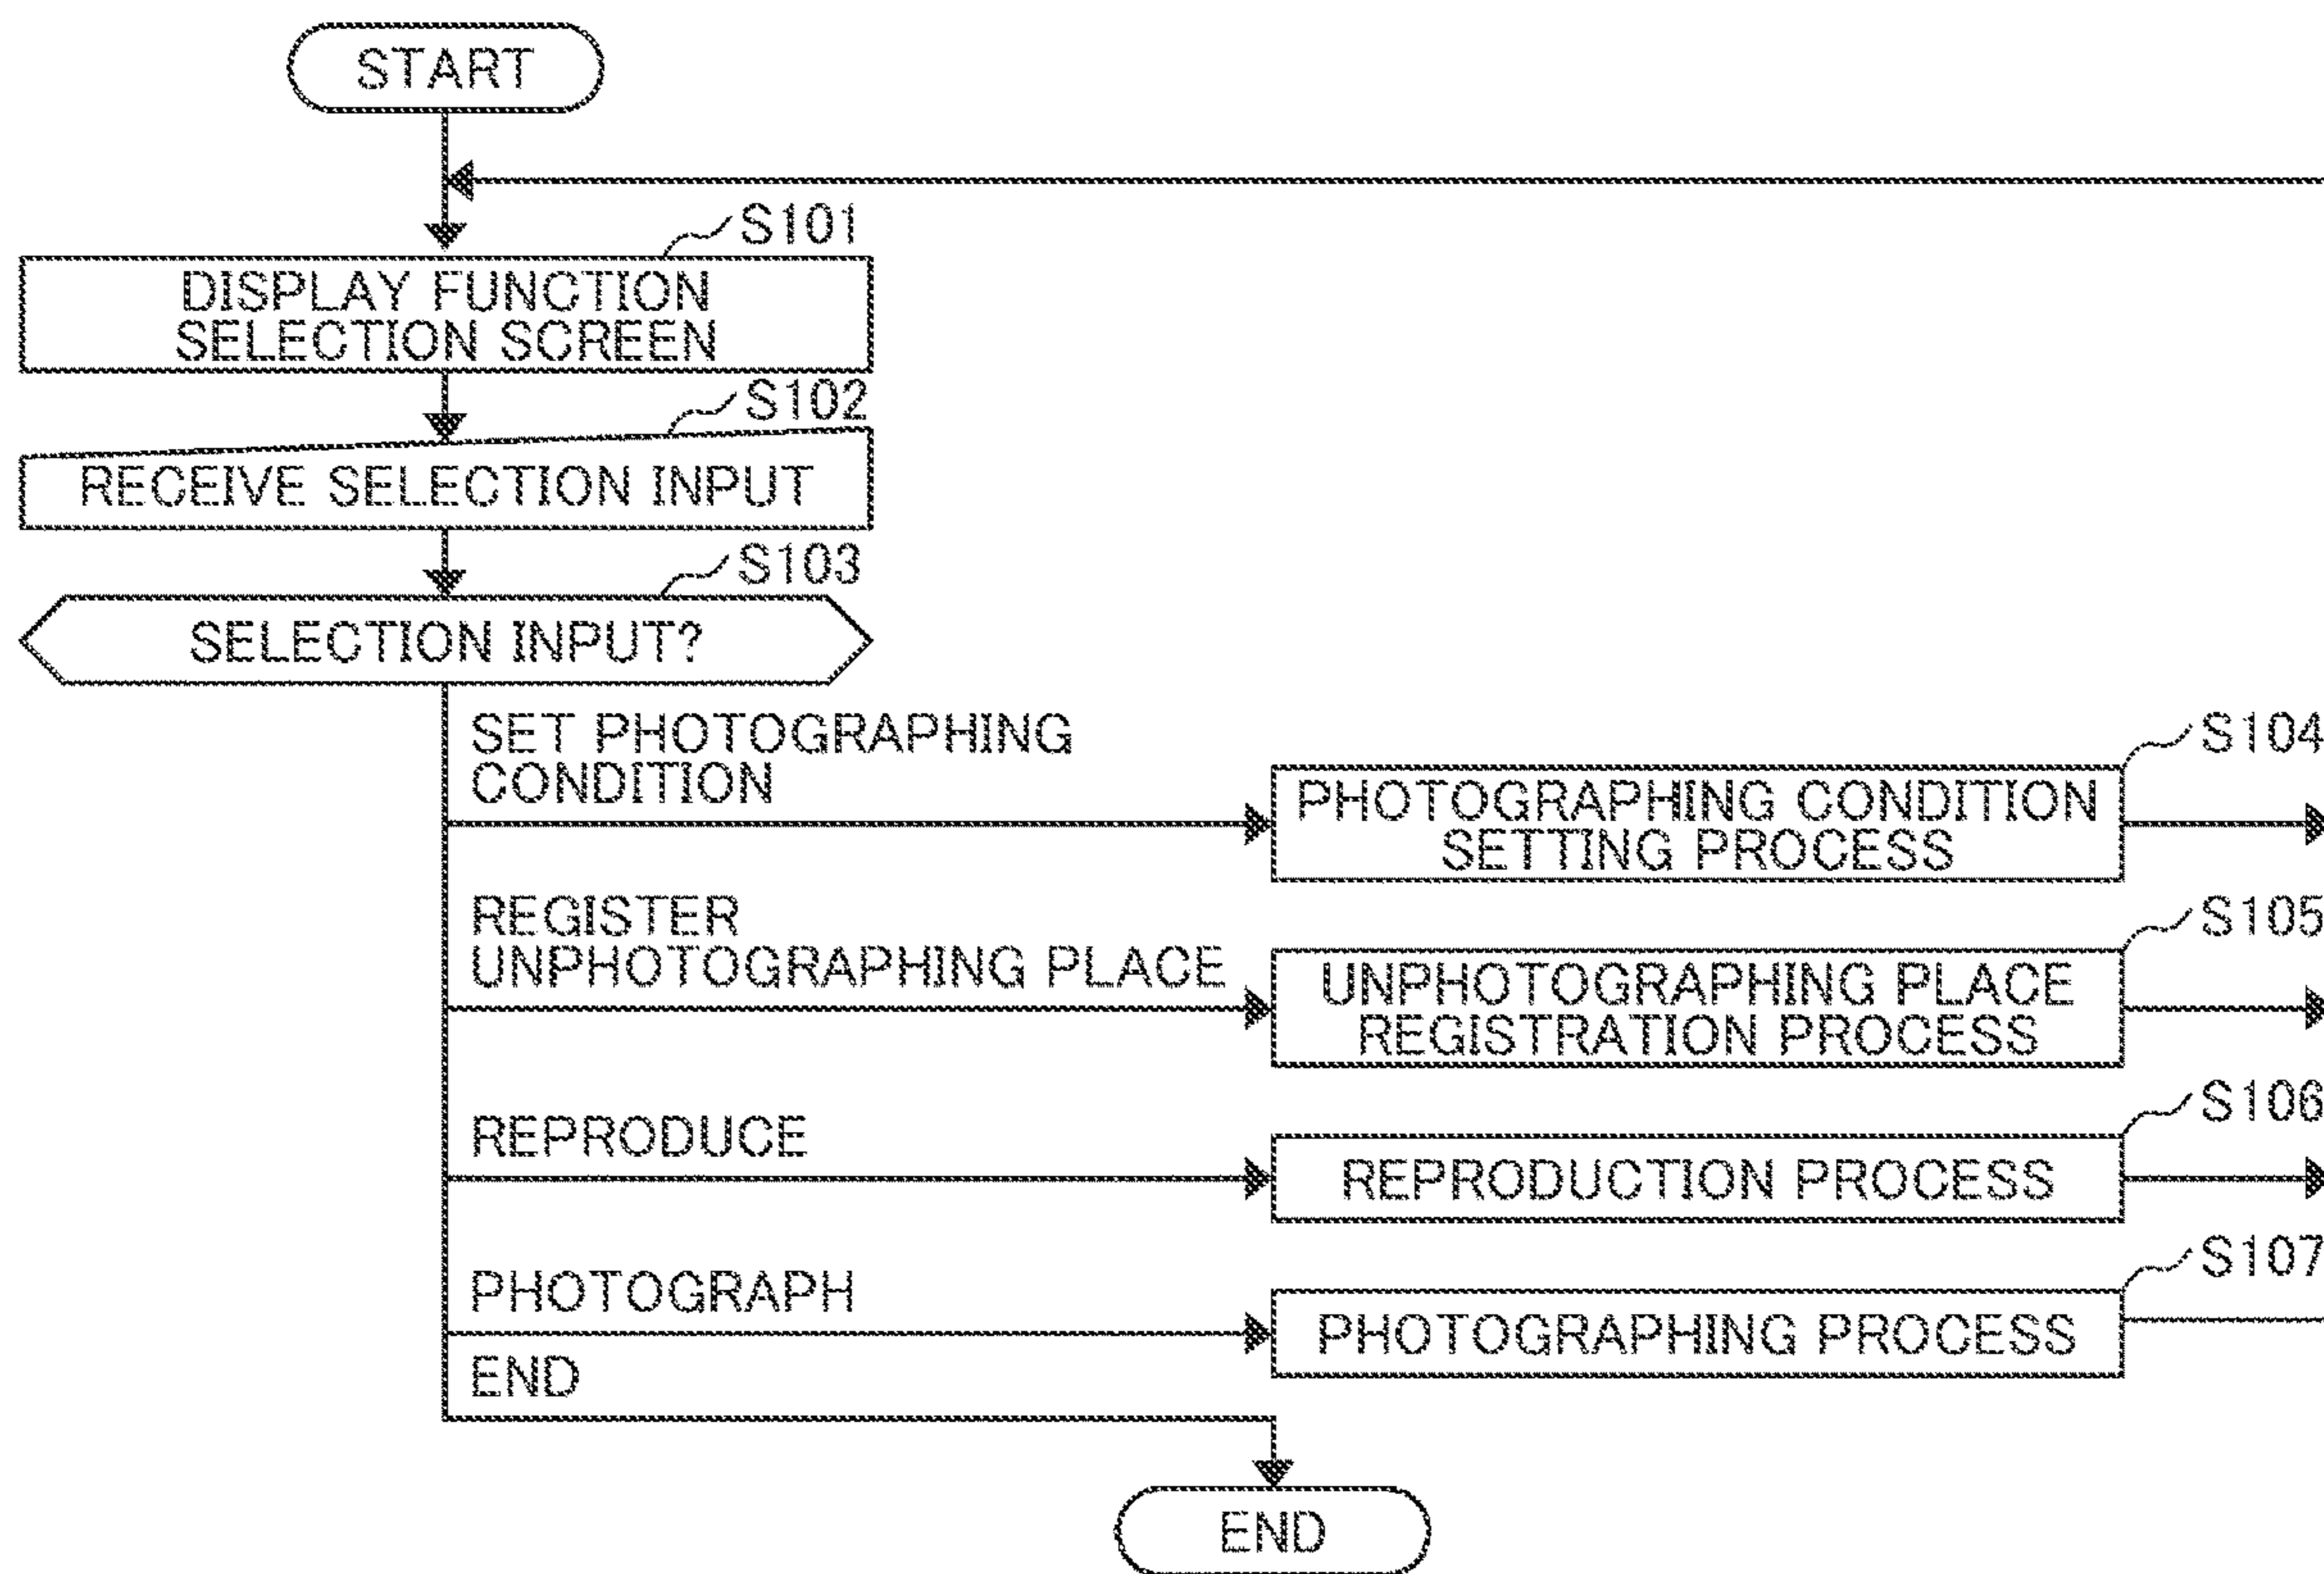 START
S101
DISPLAY FUNCTION
SELECTION SCREEN
S102
RECEIVE SELECTION INPUT
S103
SELECTION INPUT?
SET PHOTOGRAPHING
CONDITION
S104
PHOTOGRAPHING CONDITION
SETTING PROCESS
REGISTER
UNPHOTOGRAPHING PLACE
S105
UNPHOTOGRAPHING PLACE
REGISTRATION PROCESS
REPRODUCE
S106
REPRODUCTION PROCESS
PHOTOGRAPH
S107
PHOTOGRAPHING PROCESS
END
END